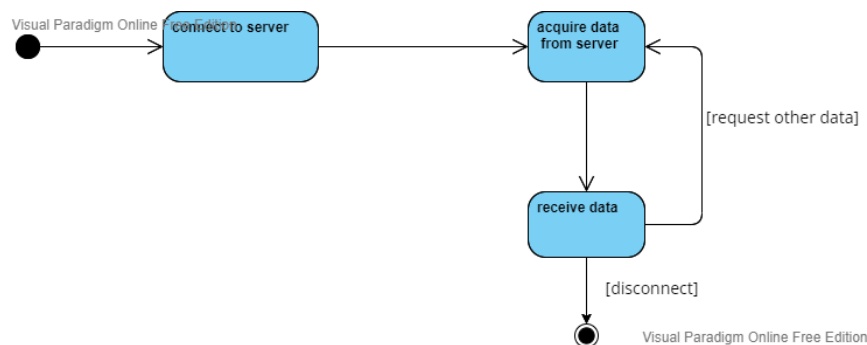 Visual Paradigm Online Free Edition
connect to server
acquire data
from server
[request other data]
receive data
[disconnect]
Visual Paradigm Online Free Edition